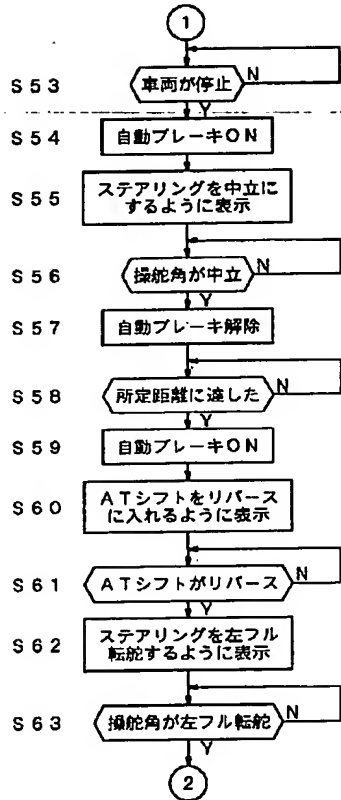 1
S53
車両が停止
N
Y
S54
自動ブレーキON
S55
ステアリングを中立に
するように表示
S56
操舵角が中立
N
Y
S57
自動ブレーキ解除
S58
所定距離に達した
N
Y
S59
自動ブレーキON
S60
ATシフトをリバース
に入れるように表示
S61
ATシフトがリバース
N
Y
S62
ステアリングを左フル
転舵するように表示
S63
操舵角が左フル転舵
N
Y
2